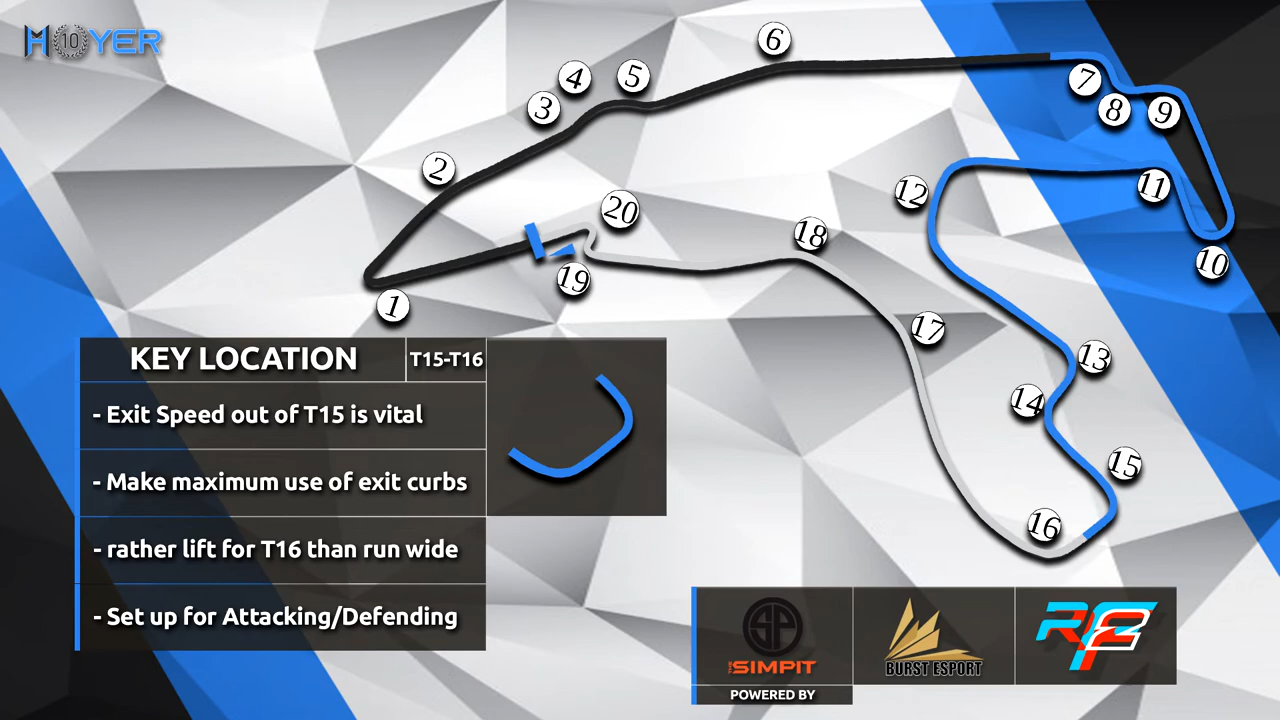 H10YER
6
4
5
3
7
8
9
2
11
12
20
18
10
19
1
17
13
14
15
16
KEY LOCATION
T15-T16
- Exit Speed out of T15 is vital
- Make maximum use of exit curbs
- rather lift for T16 than run wide
- Set up for Attacking/Defending
SP
THE SIMPIT
POWERED BY
BURST ESPORT
RF2